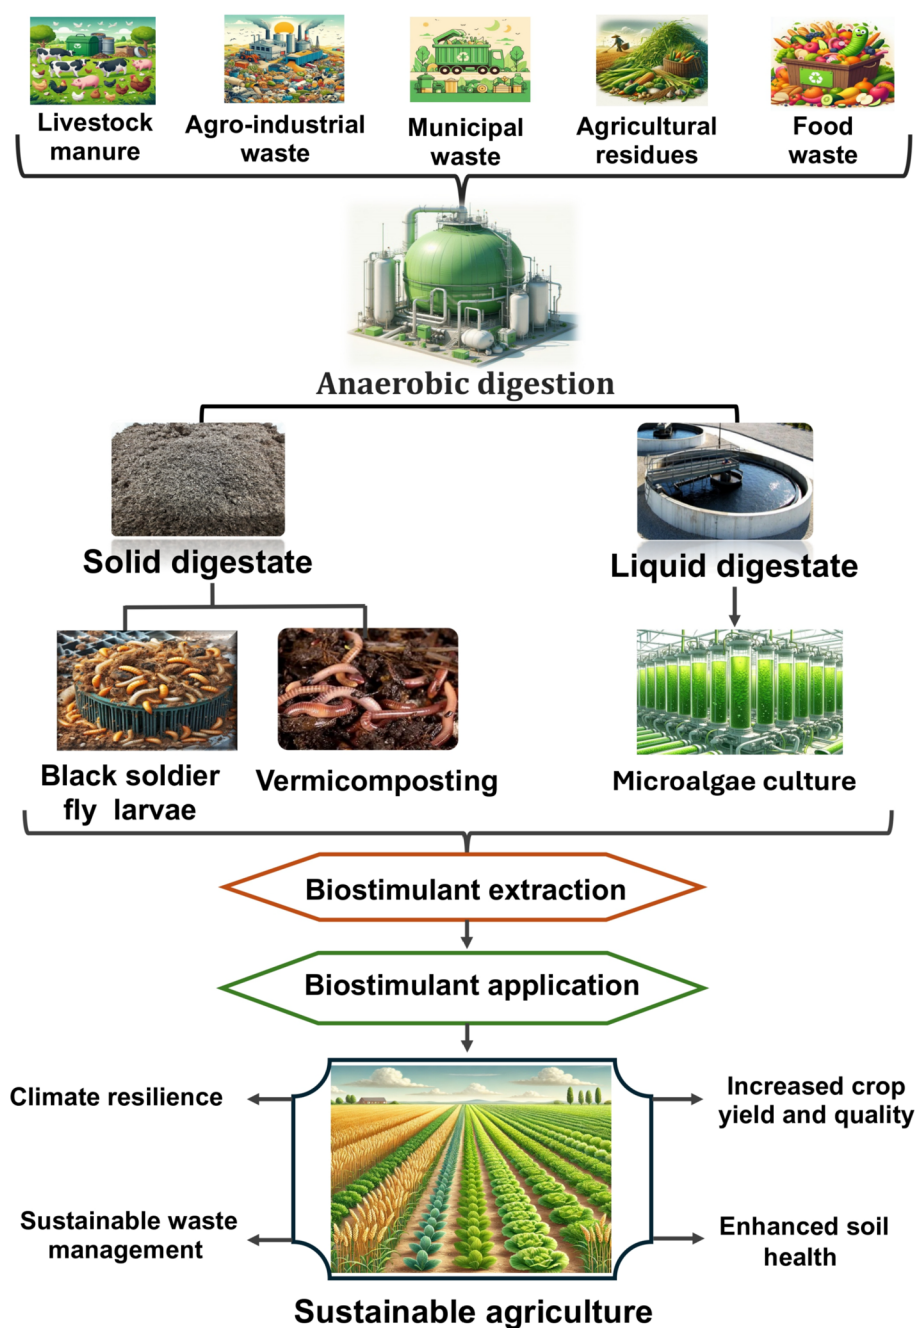 Livestock
manure
Agro-industrial
waste
Municipal
waste
Agricultural
residues
Food
waste
Anaerobic digestion
Solid digestate
Liquid digestate
Black soldier
fly larvae
Vermicomposting
Microalgae culture
Biostimulant extraction
Biostimulant application
Climate resilience
Increased crop
yield and quality
Sustainable waste
management
Enhanced soil
health
Sustainable agriculture